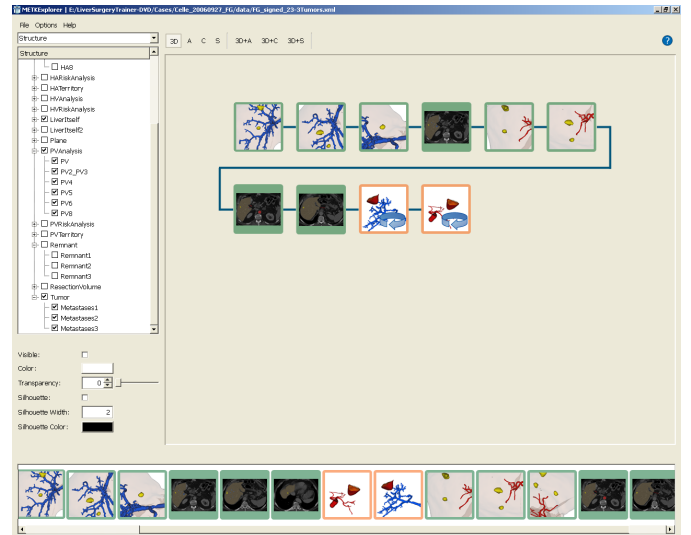 METKExplorer [ E:/LiverSurgeryTrainer-DVD/Cases/Celle_20060927_FG/data/FG_signed_23-3Tumors.xml
File Options Help
Structure
3D A C S 3D+A 3D+C 3D+S
?
Structure
HA8
HARiskAnalysis
HATerritory
HVAnalysis
HVRiskAnalysis
LiverItself
LiverItself2
Plane
PVAnalysis
PV
PV2_PV3
PV4
PV5
PV6
PV8
PVRiskAnalysis
PVTerritory
Remnant
Remnant1
Remnant2
Remnant3
ResectionVolume
Tumor
Metastases1
Metastases2
Metastases3
Visible:
Color:
Transparency: 0
Silhouette:
Silhouette Width: 2
Silhouette Color: